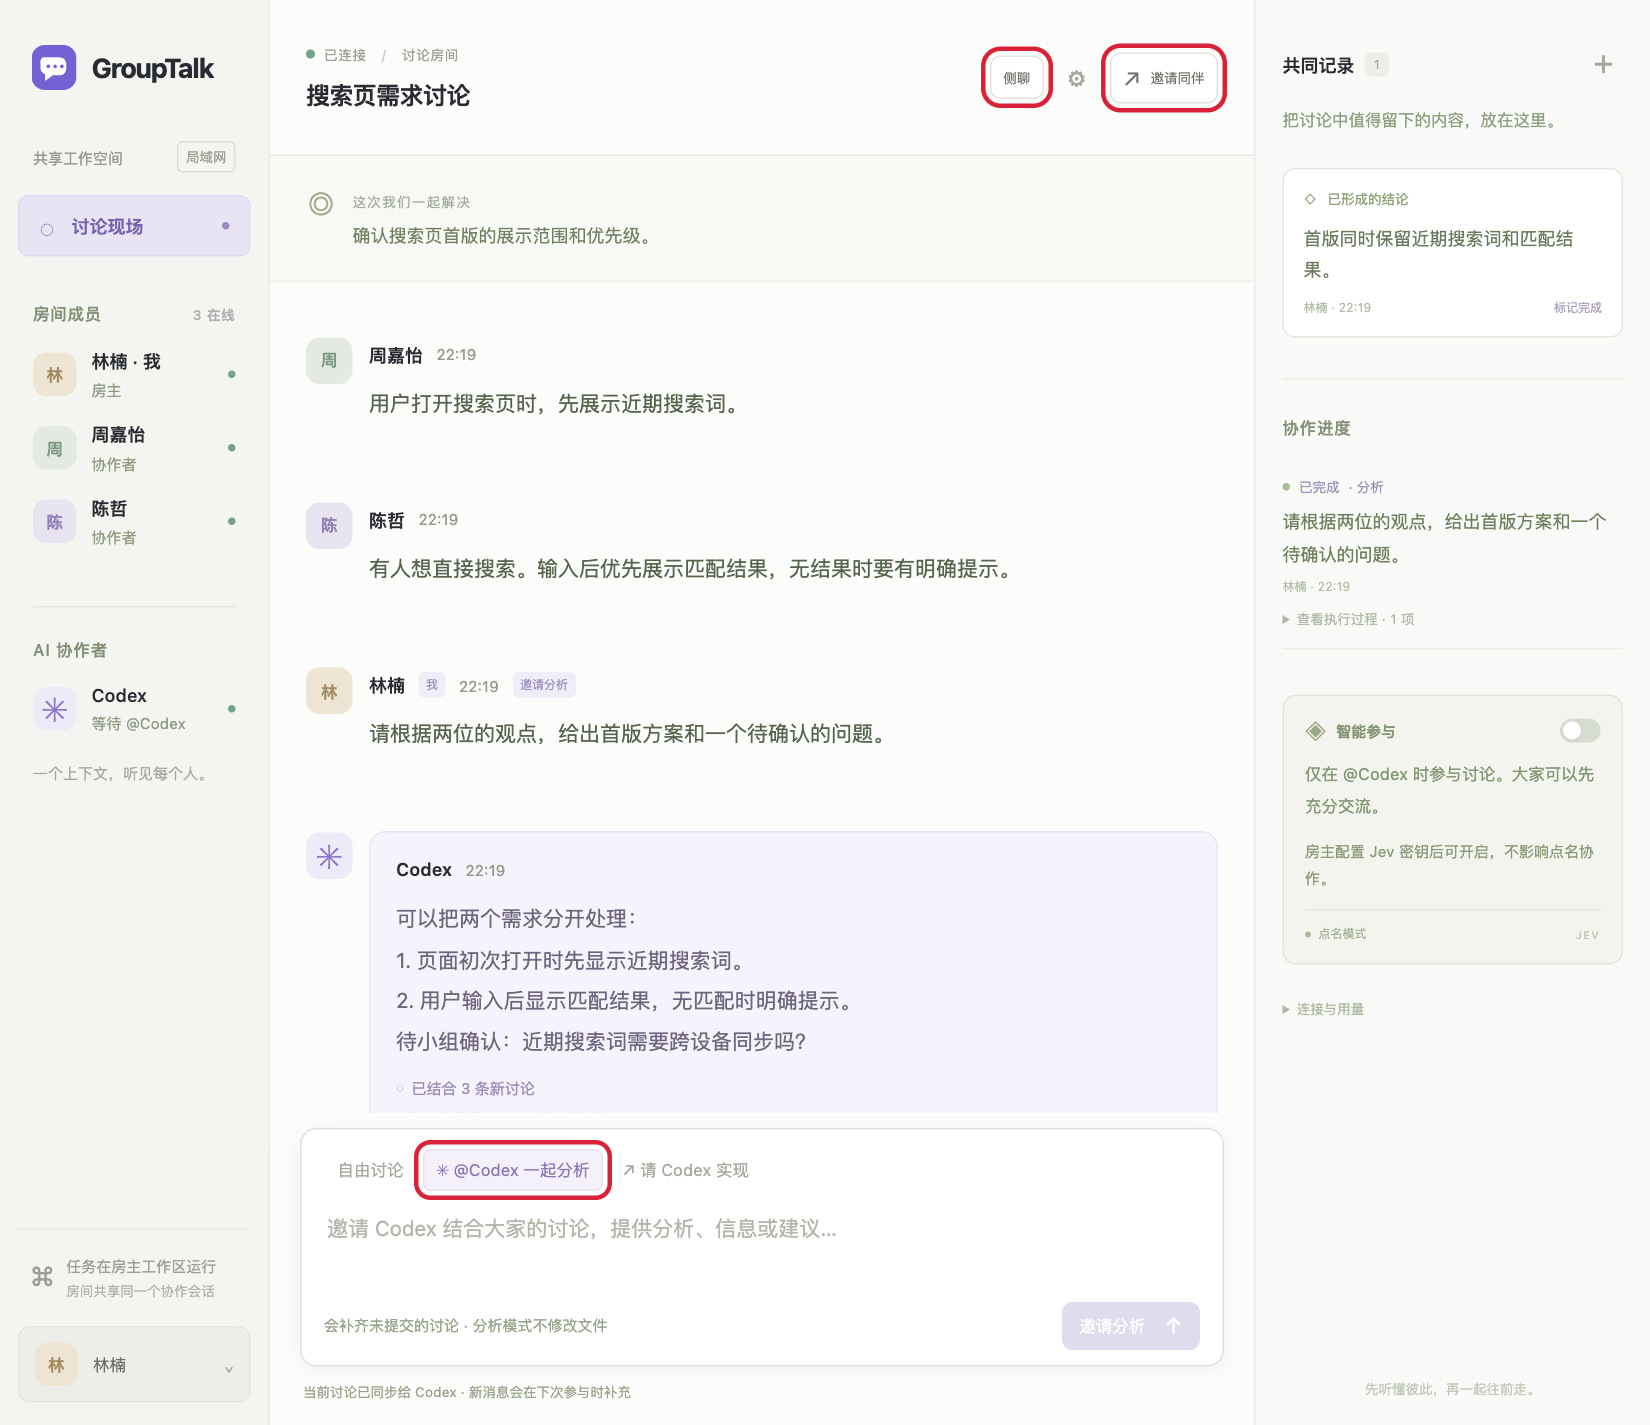 GroupTalk
共享工作空间
局域网
讨论现场
房间成员
3 在线
林
林楠 · 我
房主
周
周嘉怡
协作者
陈
陈哲
协作者
AI 协作者
Codex
等待 @Codex
一个上下文，听见每个人。
任务在房主工作区运行
房间共享同一个协作会话
林
林楠
已连接 / 讨论房间
搜索页需求讨论
侧聊
邀请同伴
这次我们一起解决
确认搜索页首版的展示范围和优先级。
周
周嘉怡 22:19
用户打开搜索页时，先展示近期搜索词。
陈
陈哲 22:19
有人想直接搜索。输入后优先展示匹配结果，无结果时要有明确提示。
林
林楠 我 22:19 邀请分析
请根据两位的观点，给出首版方案和一个待确认的问题。
Codex 22:19
可以把两个需求分开处理：
1. 页面初次打开时先显示近期搜索词。
2. 用户输入后显示匹配结果，无匹配时明确提示。
待小组确认：近期搜索词需要跨设备同步吗？
已结合 3 条新讨论
自由讨论
@Codex 一起分析
请 Codex 实现
邀请 Codex 结合大家的讨论，提供分析、信息或建议...
会补齐未提交的讨论 · 分析模式不修改文件
邀请分析
当前讨论已同步给 Codex · 新消息会在下次参与时补充
共同记录 1
把讨论中值得留下的内容，放在这里。
已形成的结论
首版同时保留近期搜索词和匹配结
果。
林楠 · 22:19
标记完成
协作进度
已完成 · 分析
请根据两位的观点，给出首版方案和一个
待确认的问题。
林楠 · 22:19
查看执行过程 · 1 项
智能参与
仅在 @Codex 时参与讨论。大家可以先
充分交流。
房主配置 Jev 密钥后可开启，不影响点名协
作。
点名模式
JEV
连接与用量
先听懂彼此，再一起往前走。